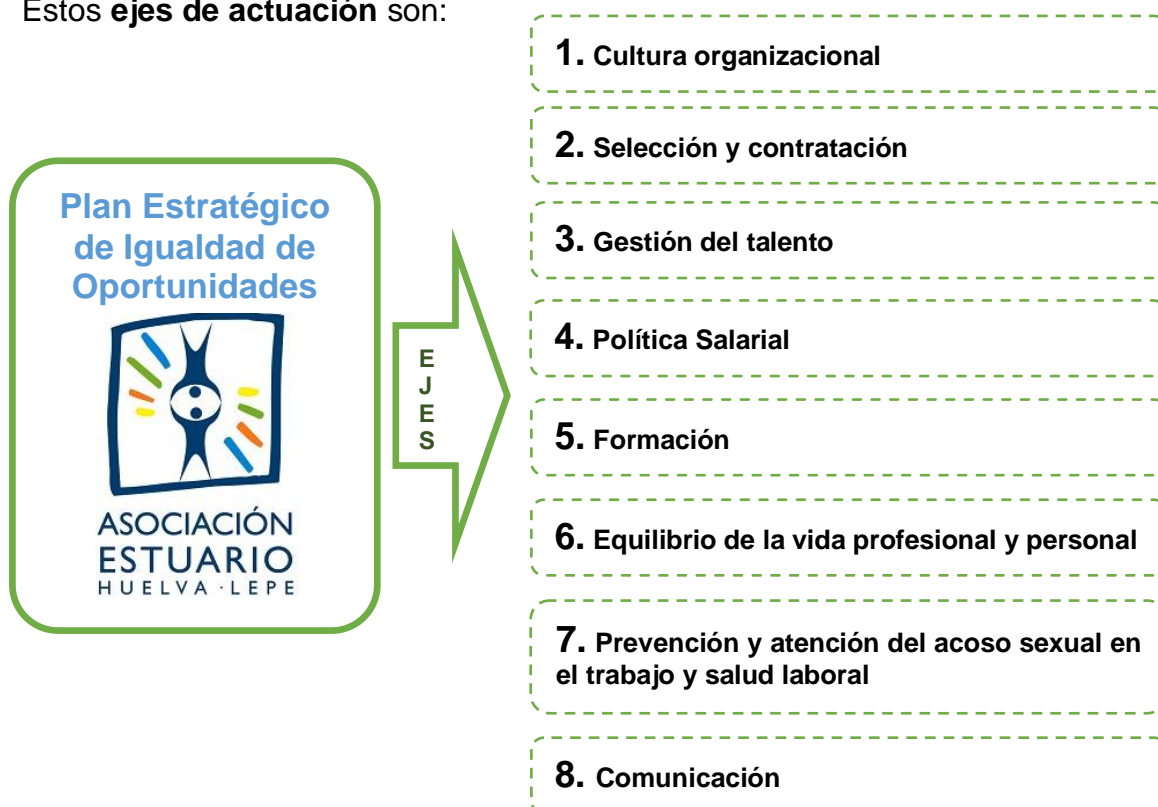 Estos ejes de actuación son:
Plan Estratégico
de Igualdad de
Oportunidades
ASOCIACIÓN
ESTUARIO
HUELVA·LEPE
E
J
E
S
1. Cultura organizacional
2. Selección y contratación
3. Gestión del talento
4. Política Salarial
5. Formación
6. Equilibrio de la vida profesional y personal
7. Prevención y atención del acoso sexual en
el trabajo y salud laboral
8. Comunicación